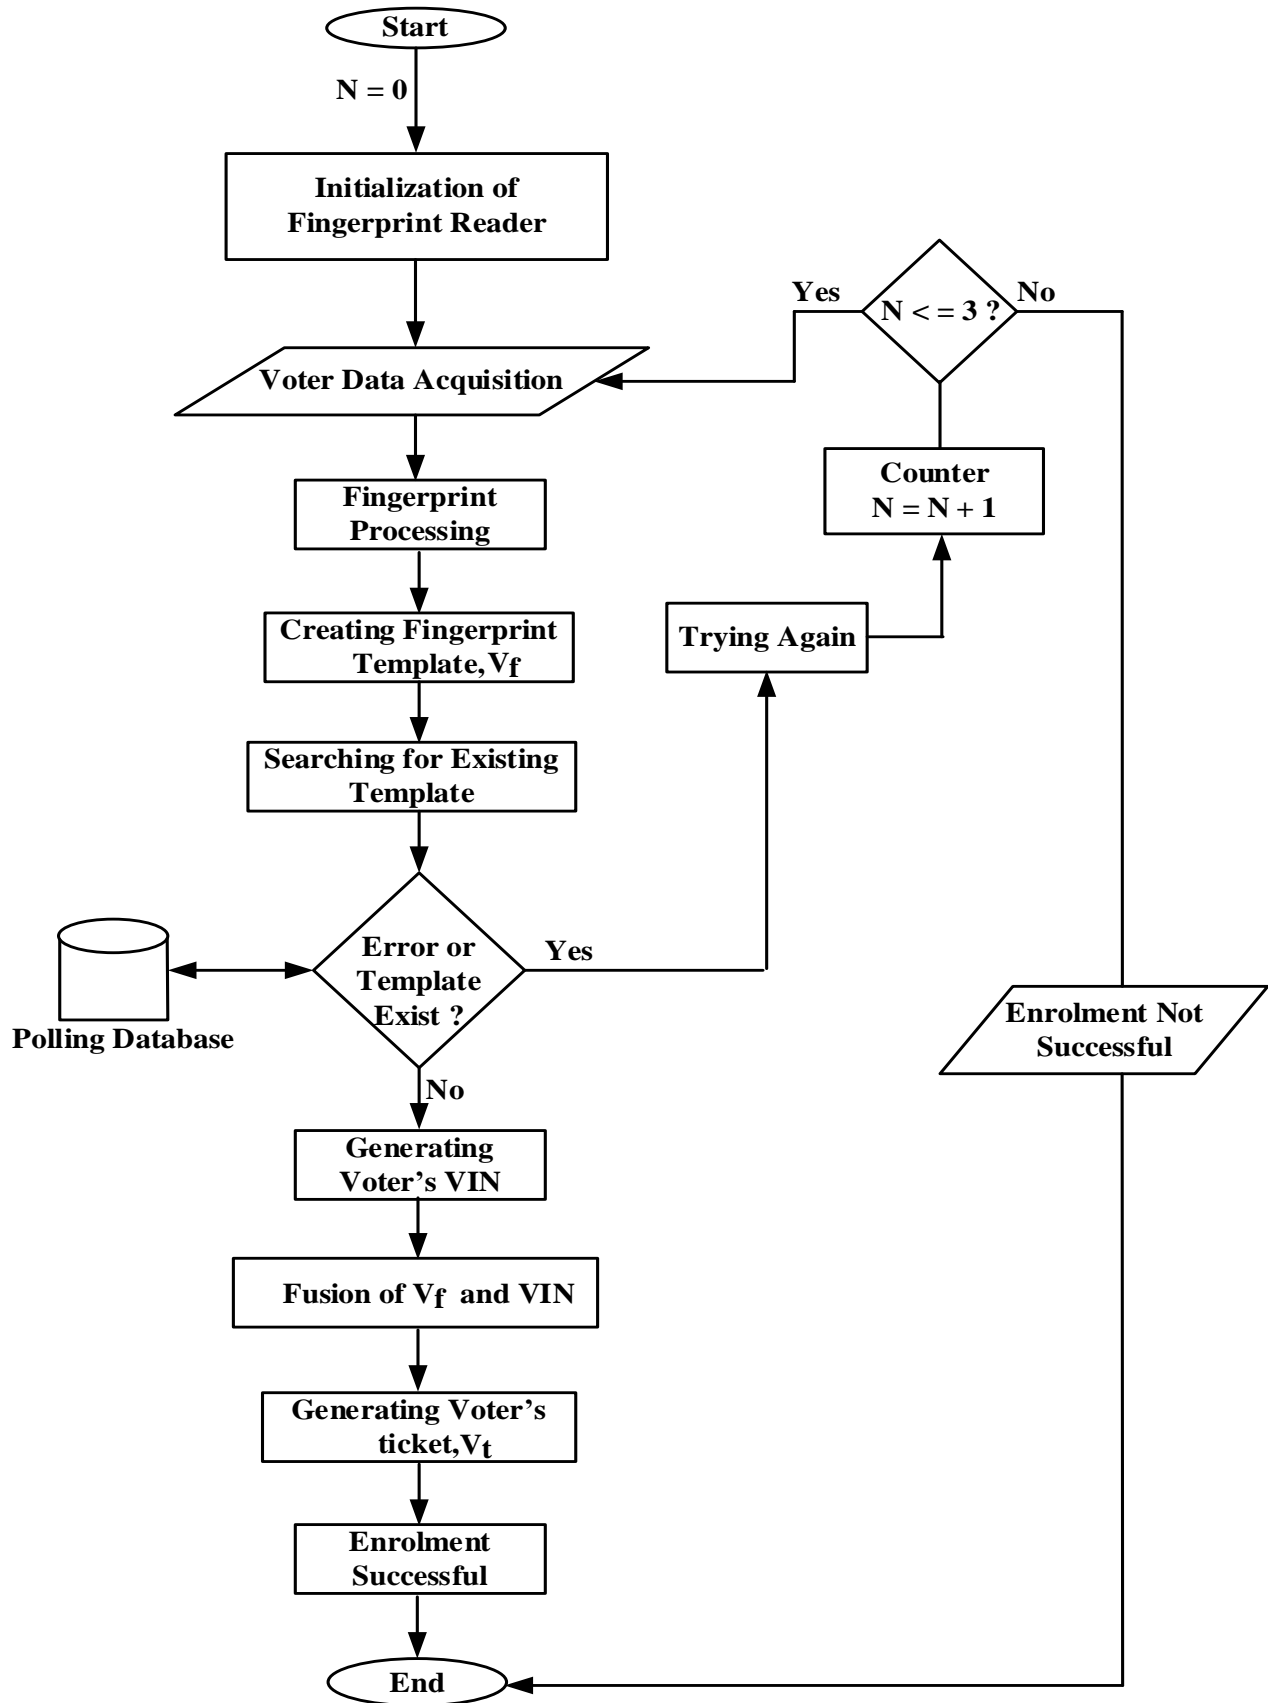 Start
N = 0
Initialization of
Fingerprint Reader
Yes
N < = 3 ?
No
Voter Data Acquisition
Counter
N = N + 1
Fingerprint
Processing
Creating Fingerprint
Template,Vf
Trying Again
Searching for Existing
Template
Error or
Template
Exist ?
Yes
Polling Database
Enrolment Not
Successful
No
Generating
Voter’s VIN
Fusion of Vf and VIN
Generating Voter’s
ticket,Vt
Enrolment
Successful
End